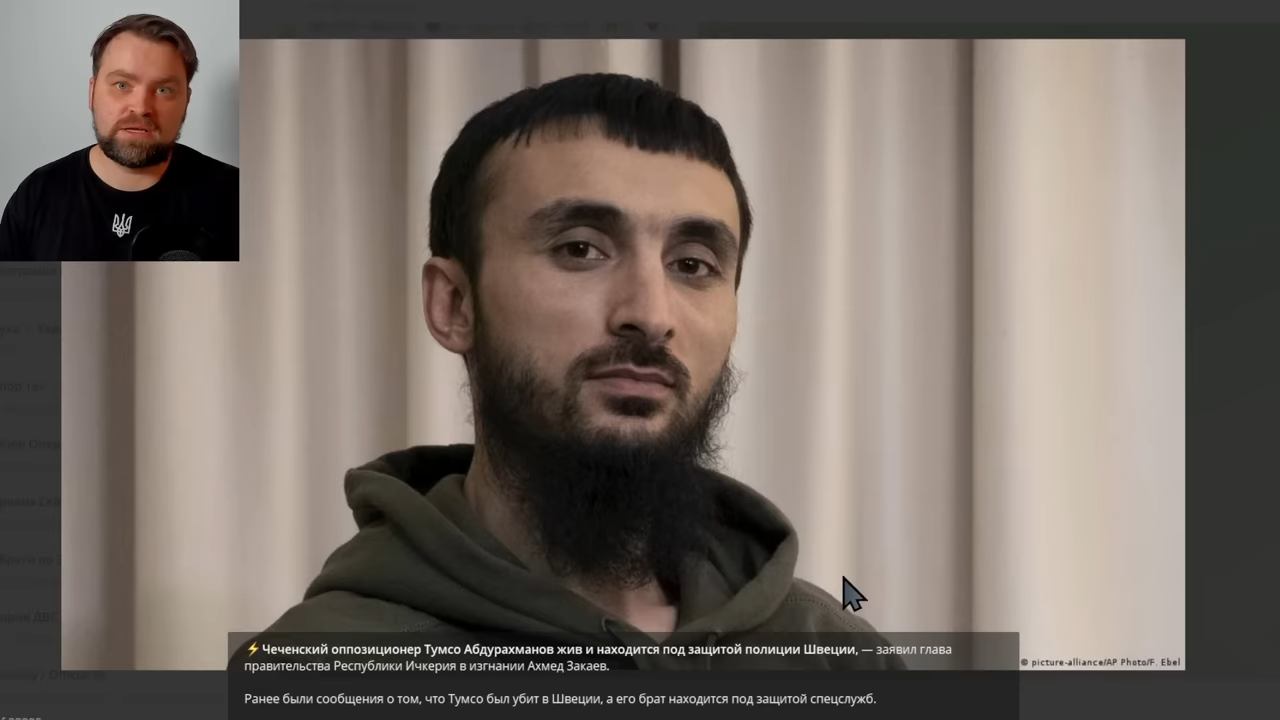 ⚡Чеченский оппозиционер Тумсо Абдурахманов жив и находится под защитой полиции Швеции, — заявил глава
правительства Республики Ичкерия в изгнании Ахмед Закаев.
Ранее были сообщения о том, что Тумсо был убит в Швеции, а его брат находится под защитой спецслужб.
© picture-alliance/AP Photo/F. Ebel